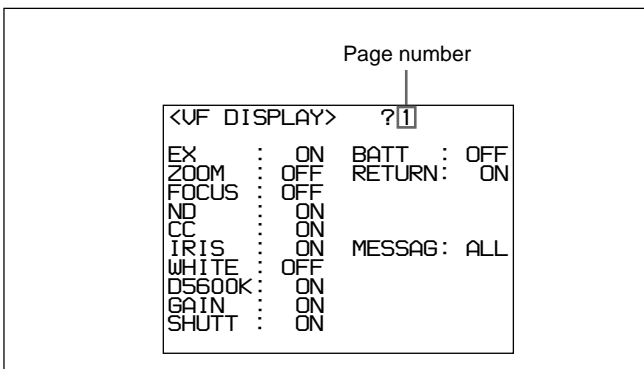 Page number
<VF DISPLAY> ?1
EX : ON BATT : OFF
ZOOM : OFF RETURN: ON
FOCUS : OFF
ND : ON
CC : ON
IRIS : ON MESSAG: ALL
WHITE : OFF
D5600K: ON
GAIN : ON
SHUTT : ON